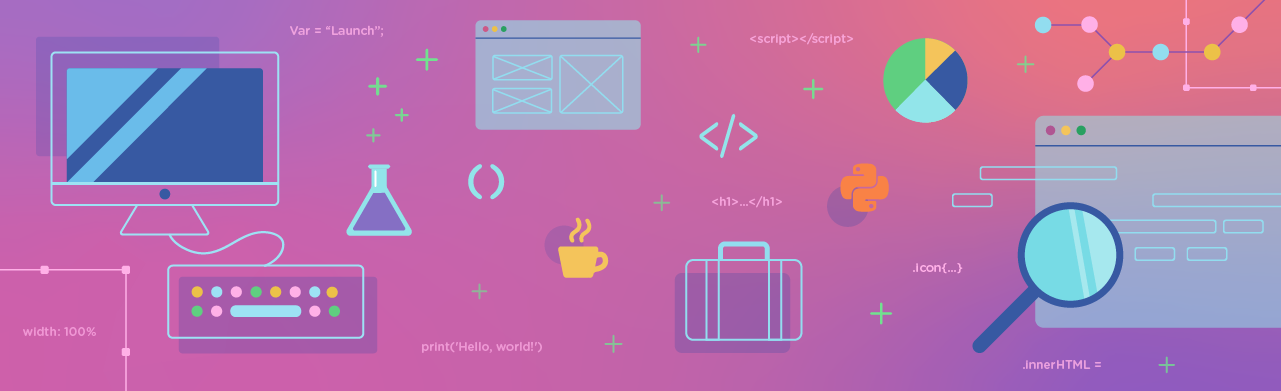 Var = “Launch”;
<script></script>
</>
( )
<h1>...</h1>
.Icon{...}
width: 100%
print('Hello, world!')
.innerHTML =